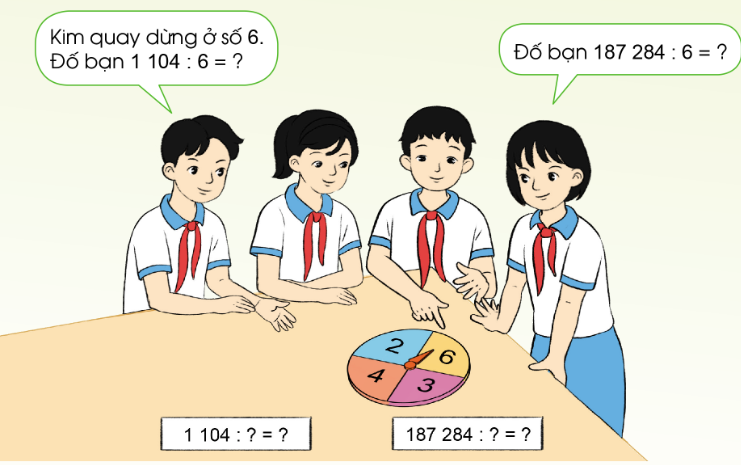 Kim quay dừng ở số 6.
Đố bạn 1 104 : 6 = ?
Đố bạn 187 284 : 6 = ?
2
6
4
3
1 104 : ? = ?
187 284 : ? = ?